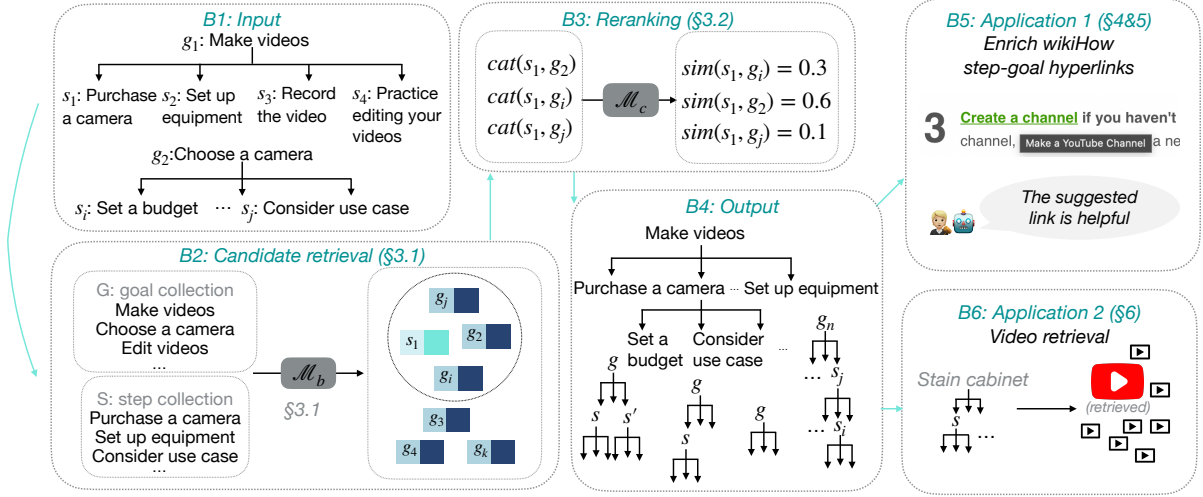 B1: Input
g₁: Make videos
s₁: Purchase a camera
s₂: Set up equipment
s₃: Record the video
s₄: Practice editing your videos
g₂:Choose a camera
sᵢ: Set a budget ... sⱼ: Consider use case
B2: Candidate retrieval (§3.1)
G: goal collection
Make videos
Choose a camera
Edit videos
...
S: step collection
Purchase a camera
Set up equipment
Consider use case
...
ℳ_b
§3.1
gⱼ
s₁
g₂
gᵢ
g₃
g₄
gₖ
B3: Reranking (§3.2)
cat(s₁, g₂)
cat(s₁, gᵢ)
cat(s₁, gⱼ)
ℳ_c
sim(s₁, gᵢ) = 0.3
sim(s₁, g₂) = 0.6
sim(s₁, gⱼ) = 0.1
B4: Output
Make videos
Purchase a camera ... Set up equipment
Set a budget
Consider use case
...
gₙ
... sⱼ
... sᵢ
g
s s′
g
s
g
B5: Application 1 (§4&5)
Enrich wikiHow
step-goal hyperlinks
3 Create a channel if you haven't
channel, Make a YouTube Channel a ne
The suggested
link is helpful
B6: Application 2 (§6)
Video retrieval
Stain cabinet
s ...
(retrieved)